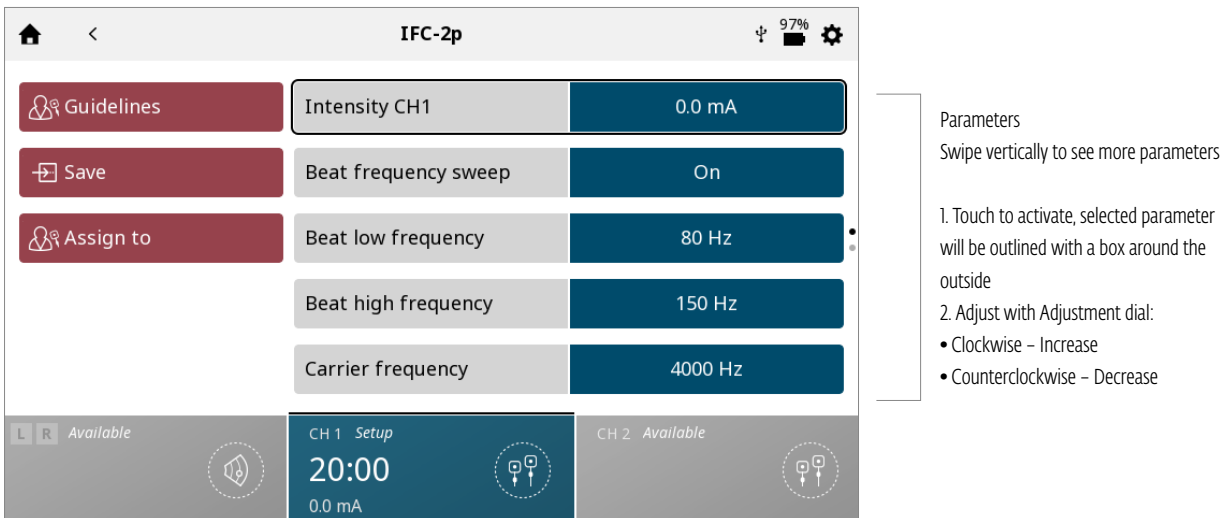 IFC-2p
97%
Guidelines
Save
Assign to
Intensity CH1 0.0 mA
Beat frequency sweep On
Beat low frequency 80 Hz
Beat high frequency 150 Hz
Carrier frequency 4000 Hz
L R Available
CH 1 Setup
20:00
0.0 mA
CH 2 Available
Parameters
Swipe vertically to see more parameters
1. Touch to activate, selected parameter
will be outlined with a box around the
outside
2. Adjust with Adjustment dial:
• Clockwise – Increase
• Counterclockwise – Decrease